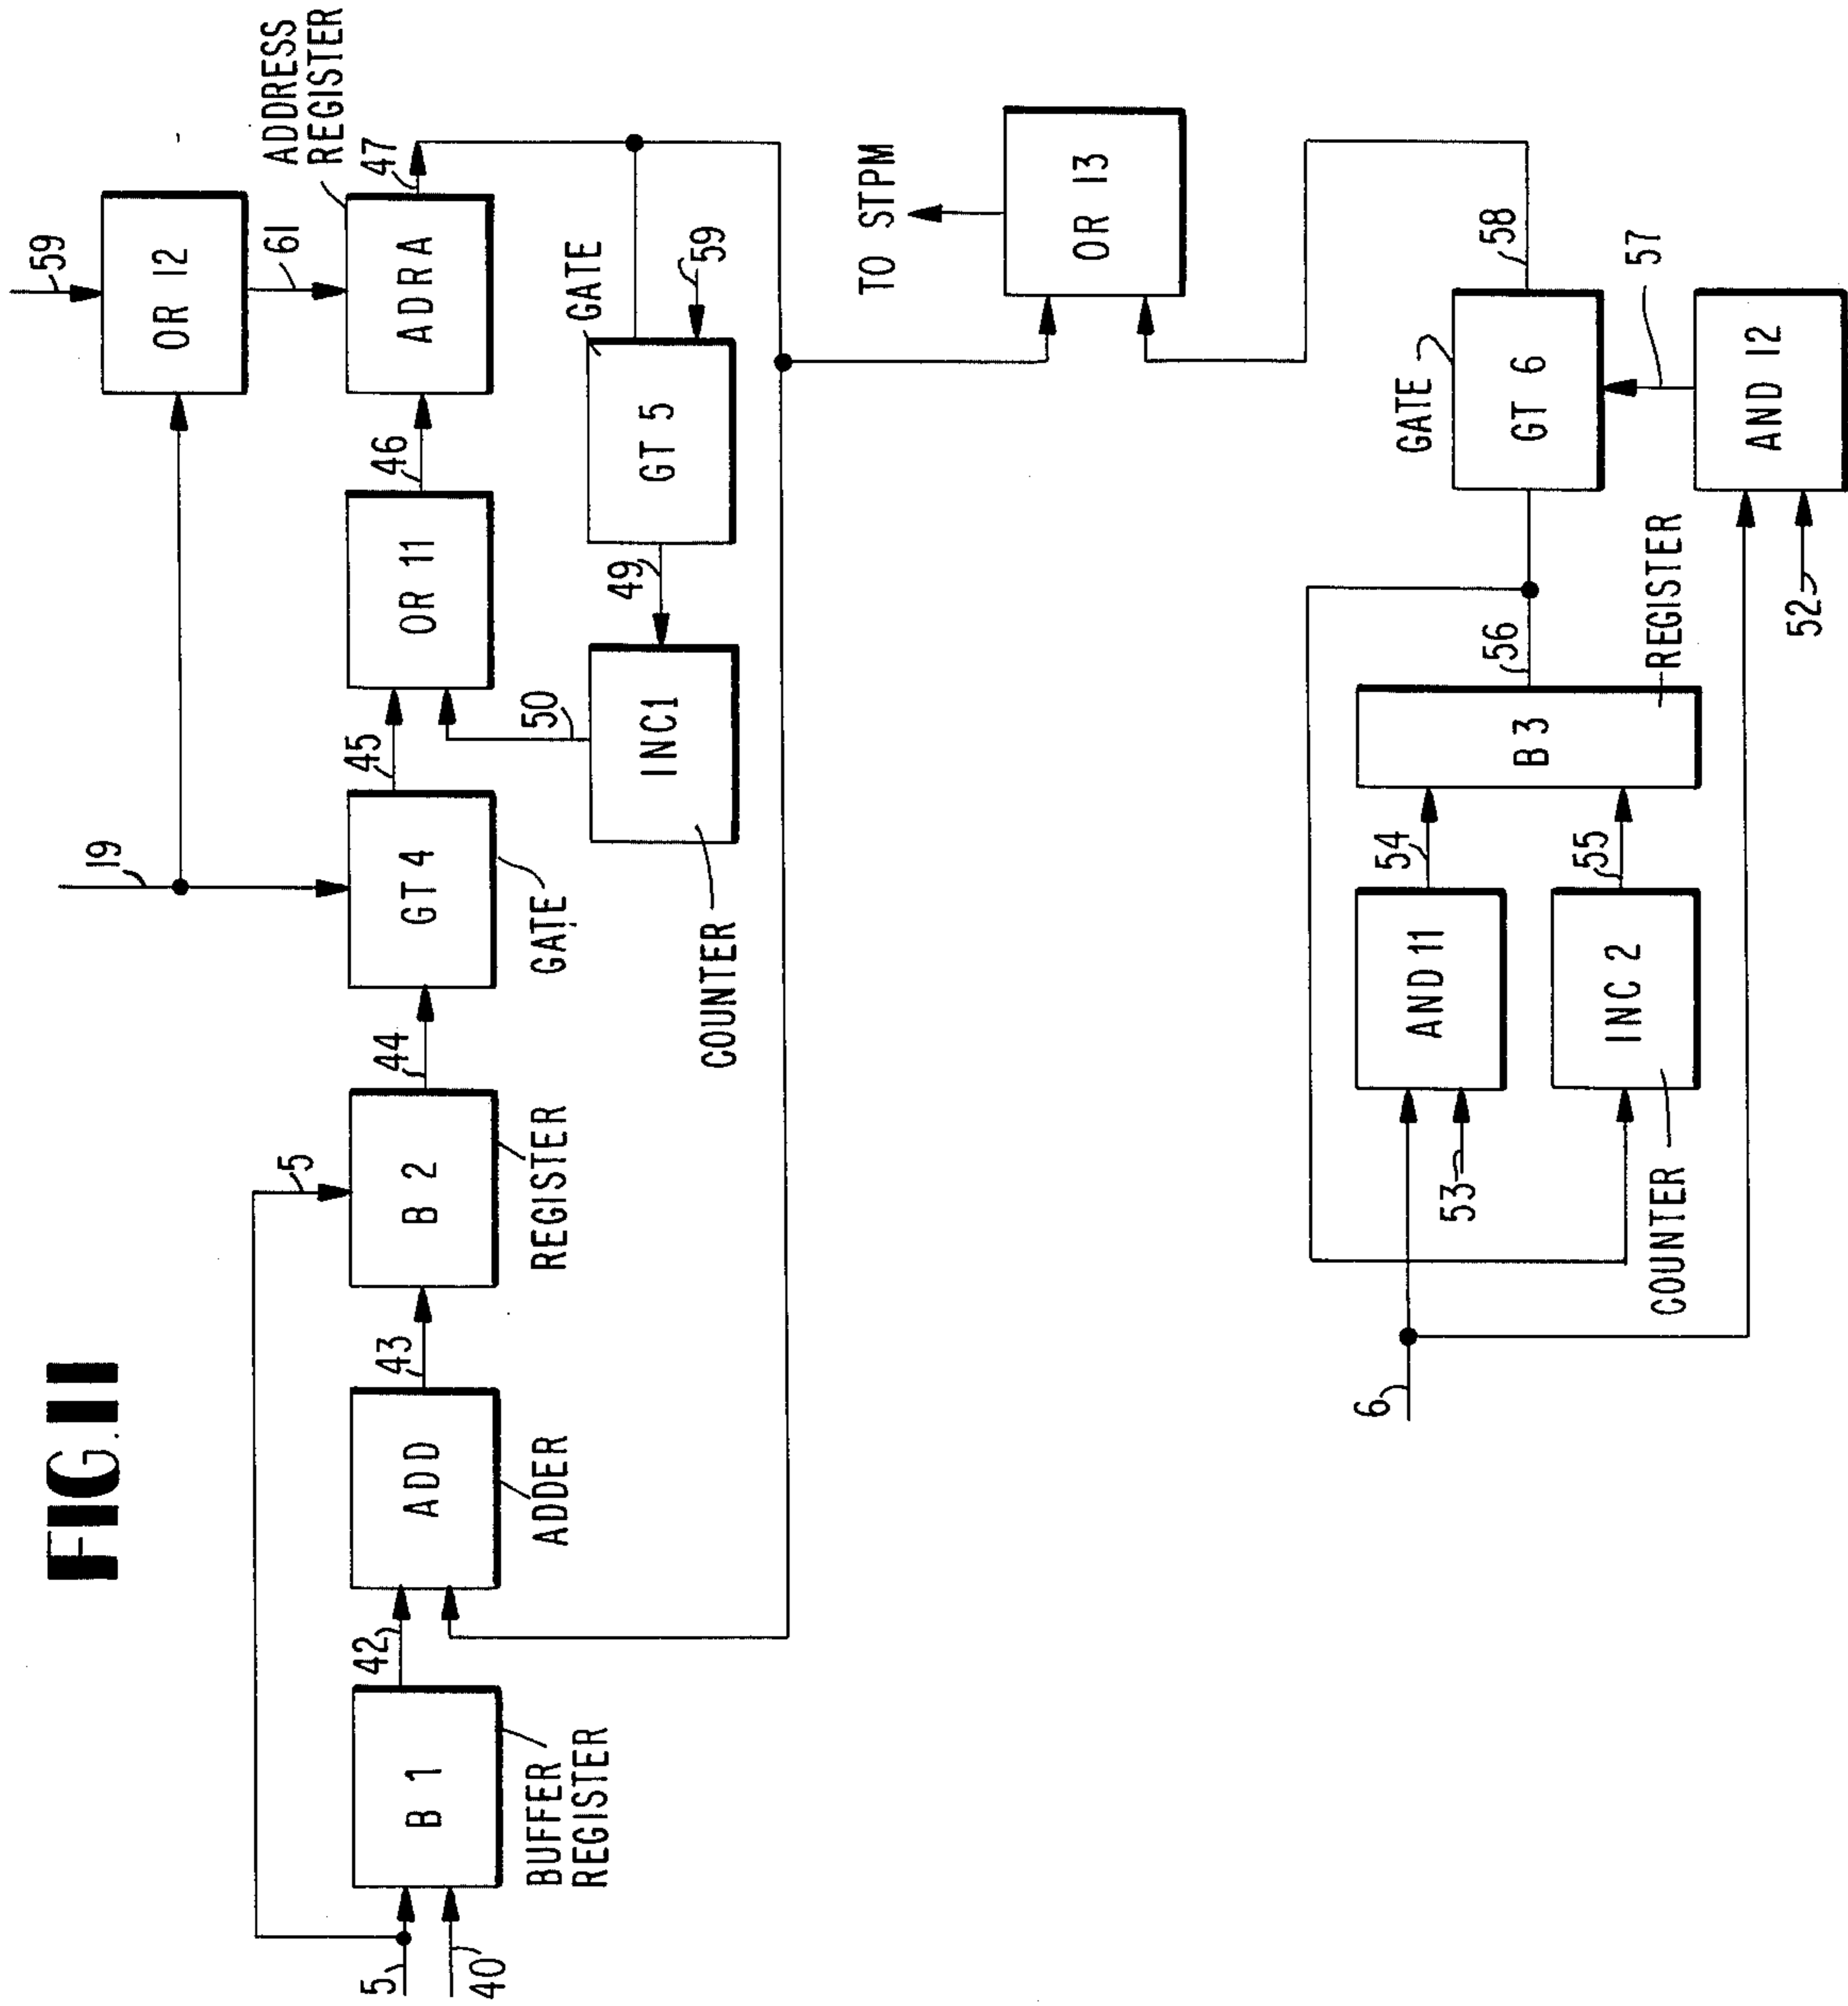 FIG.11
59
OR 12
61
ADDRESS
REGISTER
19
5
B 1
42
ADD
43
B 2
44
GT 4
45
OR 11
46
ADRA
47
5
40
BUFFER
REGISTER
ADDER
REGISTER
GATE
50
INC1
49
GT 5
GATE
59
COUNTER
TO STPM
OR 13
6
53
AND 11
54
B 3
56
GATE
GT 6
58
INC 2
55
57
COUNTER
REGISTER
52
AND 12